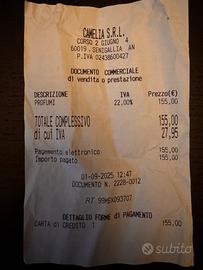 CAMELIA S.R.L.
CORSO 2 GIUGNO 4
60019 SENIGALLIA AN
P.IVA 02438600427
DOCUMENTO COMMERCIALE
di vendita o prestazione
DESCRIZIONE IVA Prezzo(€)
PROFUMI 22,00% 155,00
TOTALE COMPLESSIVO 155,00
di cui IVA 27,95
Pagamento elettronico 155,00
Importo pagato 155,00
01-09-2025 12:47
DOCUMENTO N. 2228-0012
RT 99MEX093707
DETTAGLIO FORME di PAGAMENTO
CARTA di CREDITO 1 155,00
subito